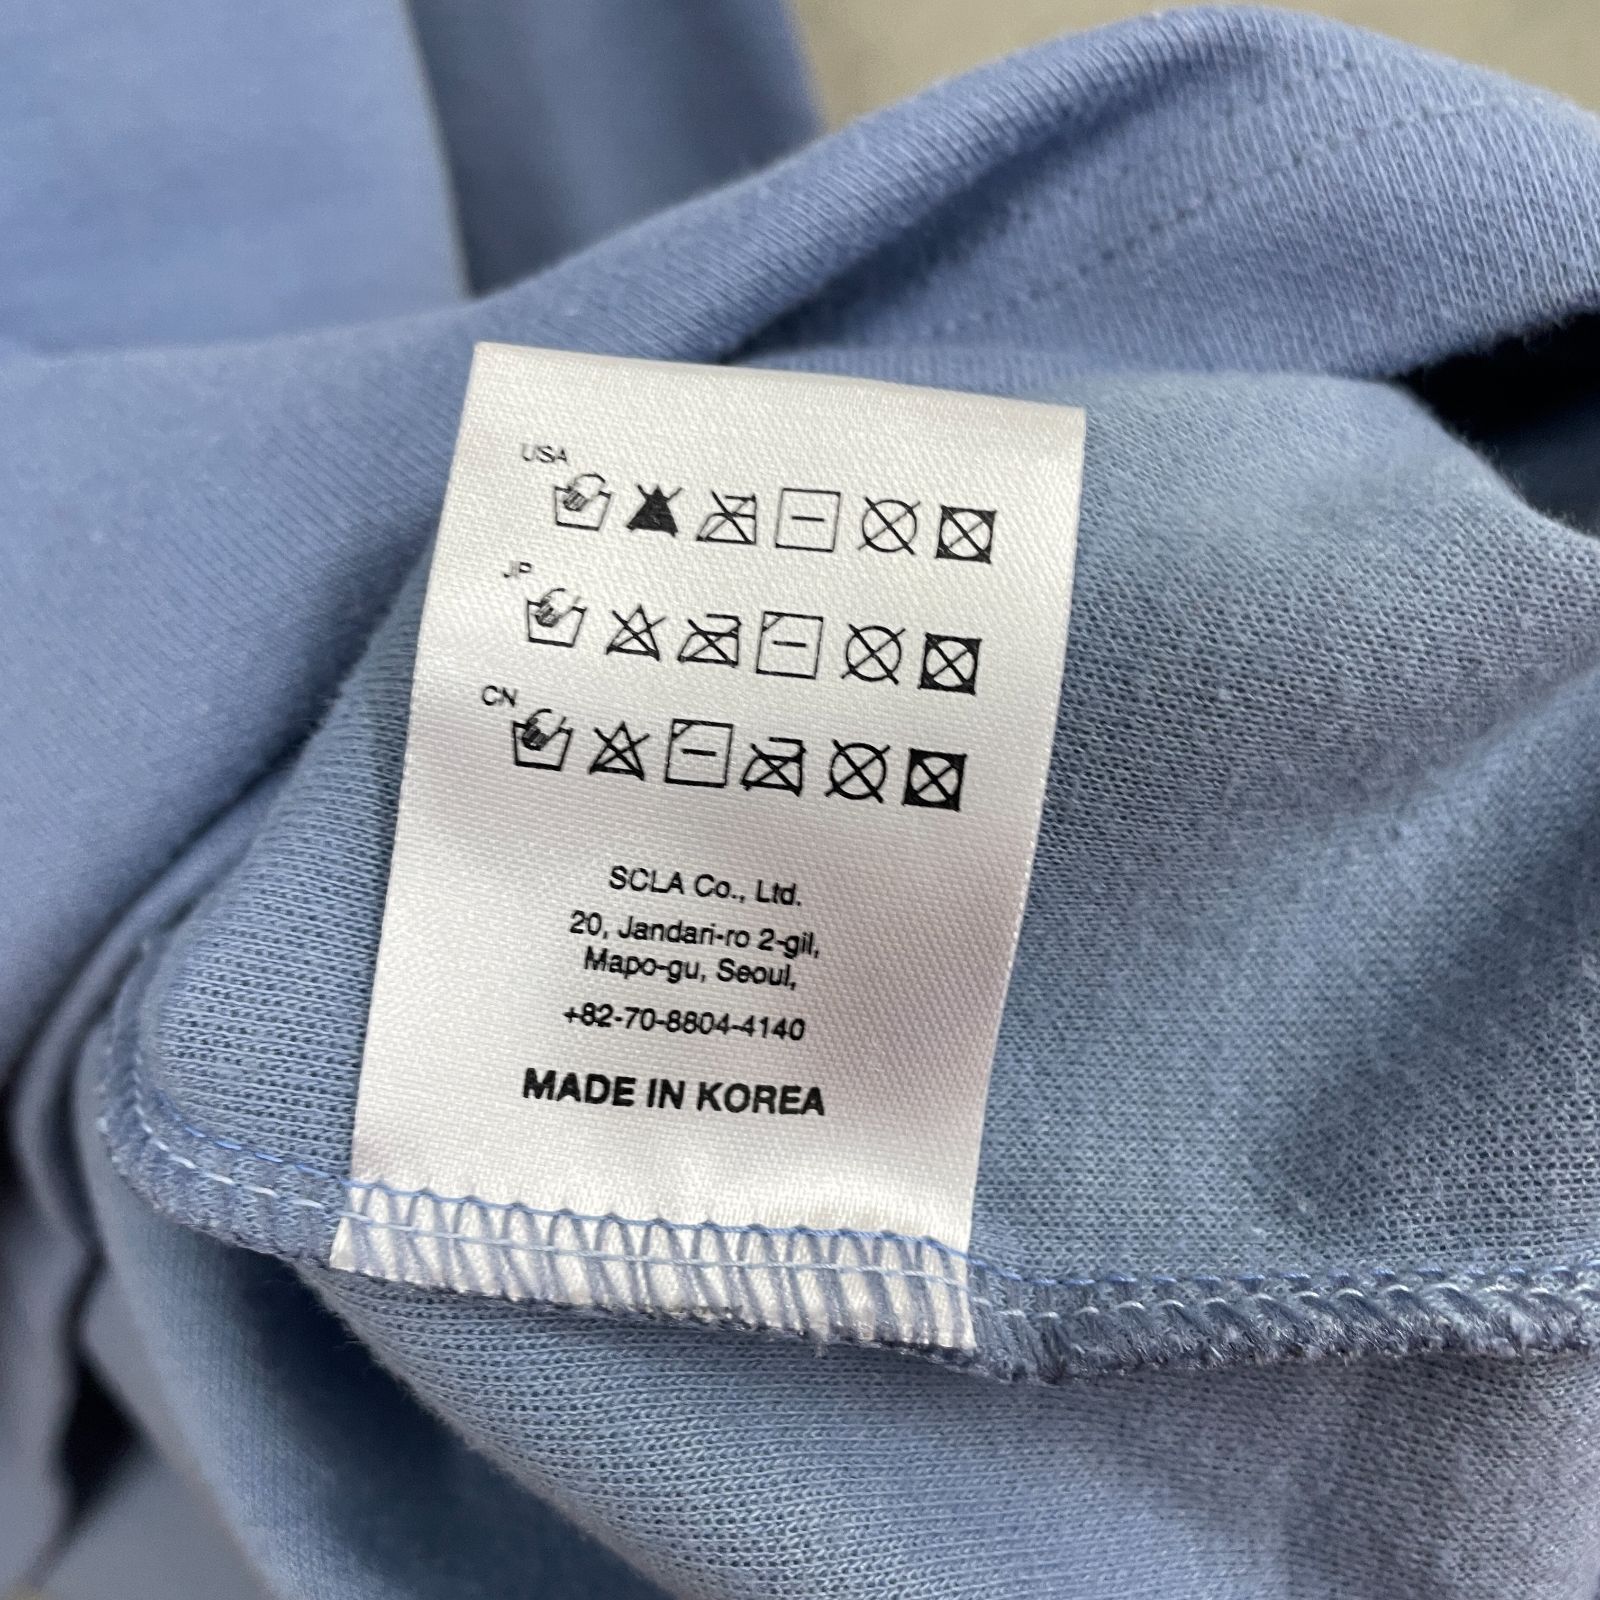 USA
JP
CN
SCLA Co., Ltd.
20, Jandari-ro 2-gil,
Mapo-gu, Seoul,
+82-70-8804-4140
MADE IN KOREA